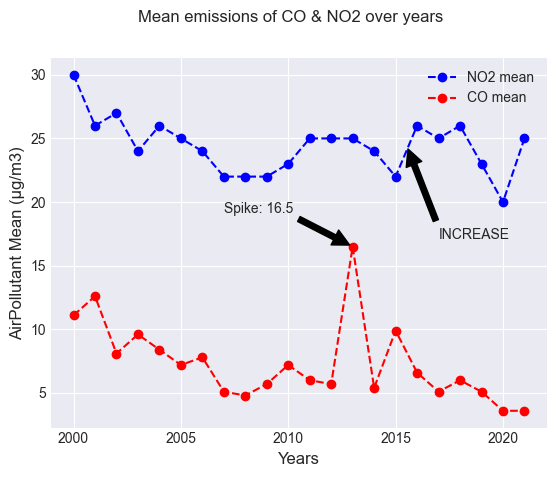 Mean emissions of CO & NO2 over years
30
25
20
15
10
5
AirPollutant Mean (µg/m3)
NO2 mean
CO mean
Spike: 16.5
INCREASE
2000 2005 2010 2015 2020
Years